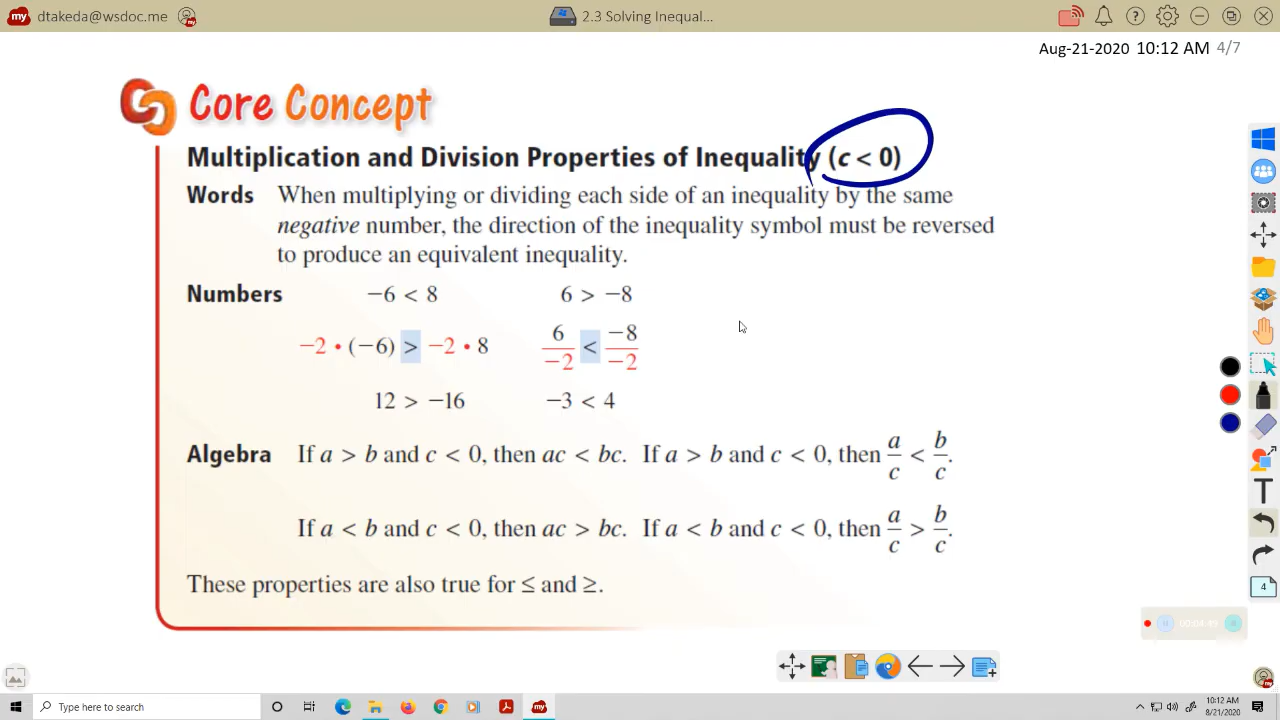 dtakeda@wsdoc.me
2.3 Solving Inequal...
Aug-21-2020 10:12 AM 4/7
Core Concept
Multiplication and Division Properties of Inequality (c < 0)
Words When multiplying or dividing each side of an inequality by the same
negative number, the direction of the inequality symbol must be reversed
to produce an equivalent inequality.
Numbers −6 < 8 6 > −8
−2 • (−6) > −2 • 8 6/−2 < −8/−2
12 > −16 −3 < 4
Algebra If a > b and c < 0, then ac < bc. If a > b and c < 0, then a/c < b/c.
If a < b and c < 0, then ac > bc. If a < b and c < 0, then a/c > b/c.
These properties are also true for ≤ and ≥.
4
Type here to search
10:12 AM
8/21/2020